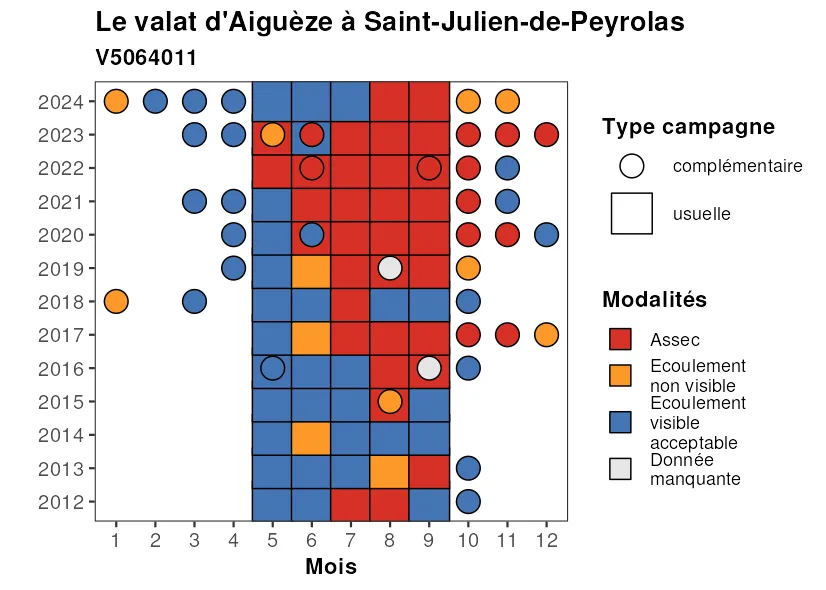 Le valat d'Aiguèze à Saint-Julien-de-Peyrolas
V5064011
2024
2023
2022
2021
2020
2019
2018
2017
2016
2015
2014
2013
2012
1 2 3 4 5 6 7 8 9 10 11 12
Mois
Type campagne
complémentaire
usuelle
Modalités
Assec
Ecoulement
non visible
Ecoulement
visible
acceptable
Donnée
manquante